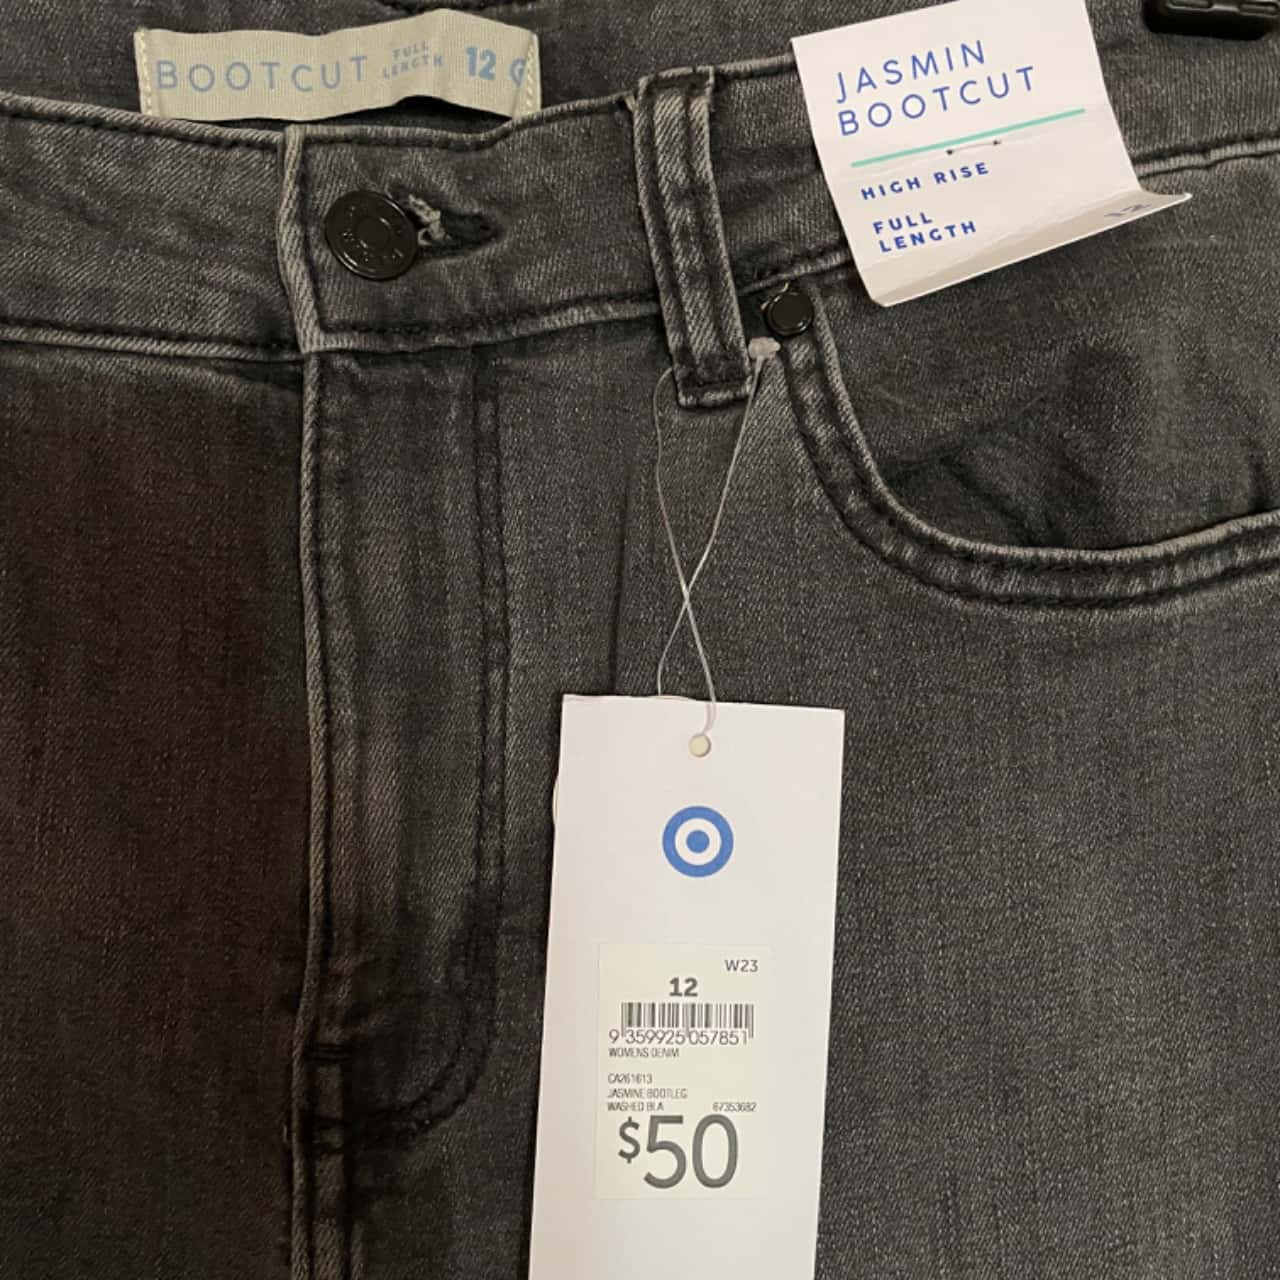 BOOTCUT FULL LENGTH 12
JASMIN
BOOTCUT
HIGH RISE
FULL
LENGTH
W23
12
9 359925 057851
WOMENS DENIM
CA261613
JASMINE BOOTLEG
WASHED BLA 67353682
$50